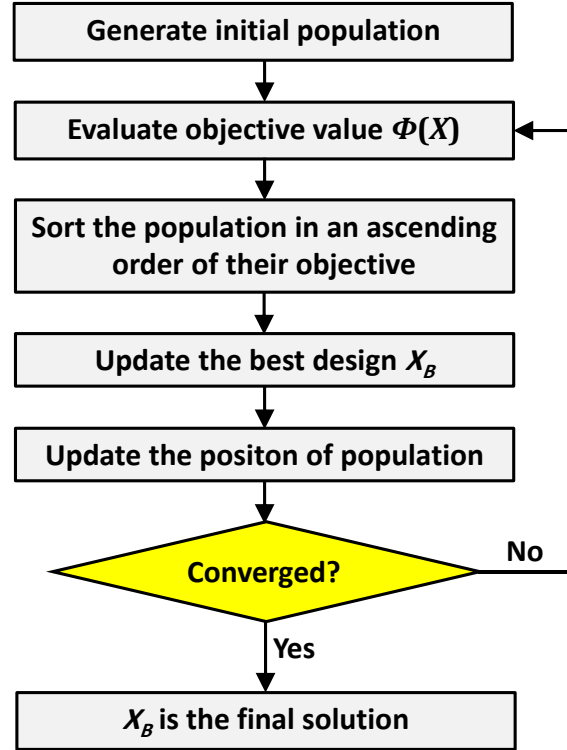 Generate initial population
Evaluate objective value Φ(X)
Sort the population in an ascending
order of their objective
Update the best design X_B
Update the positon of population
Converged?
No
Yes
X_B is the final solution